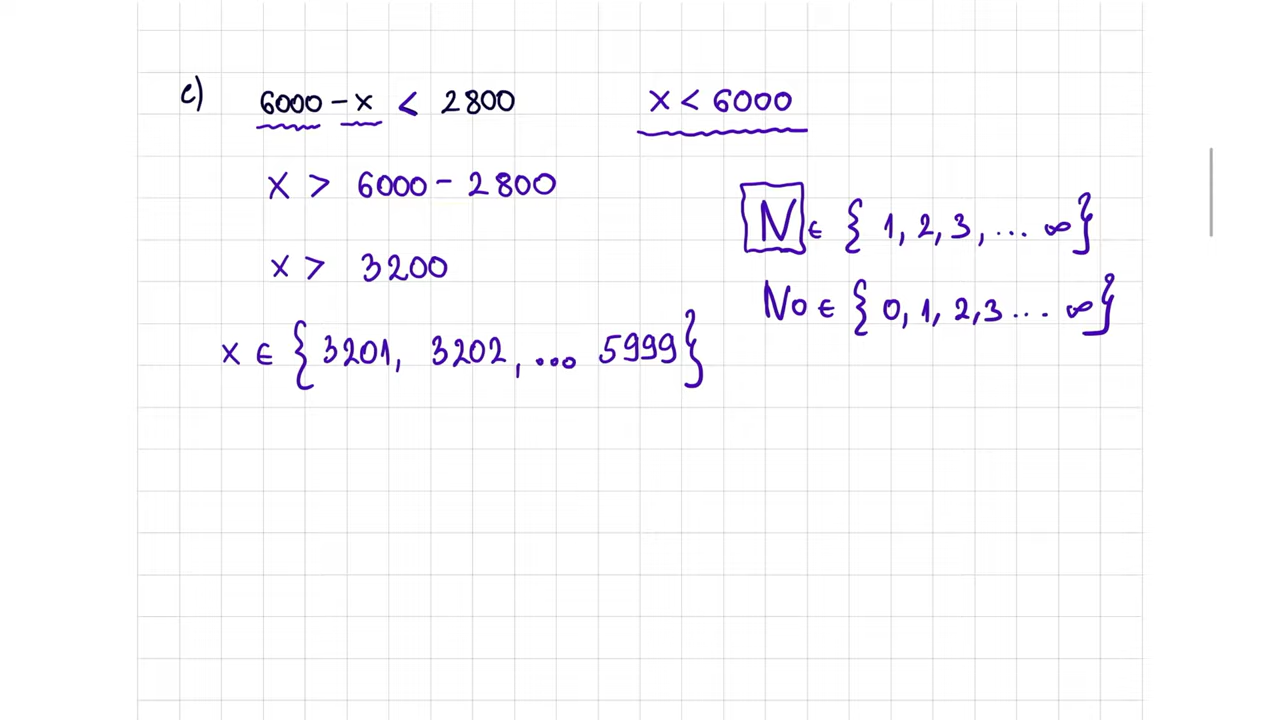 c) 6000 - x < 2800
x < 6000
x > 6000 - 2800
x > 3200
x ∈ { 3201, 3202, ... 5999}
N ∈ { 1, 2, 3, ... ∞}
No ∈ { 0, 1, 2, 3 ... ∞}